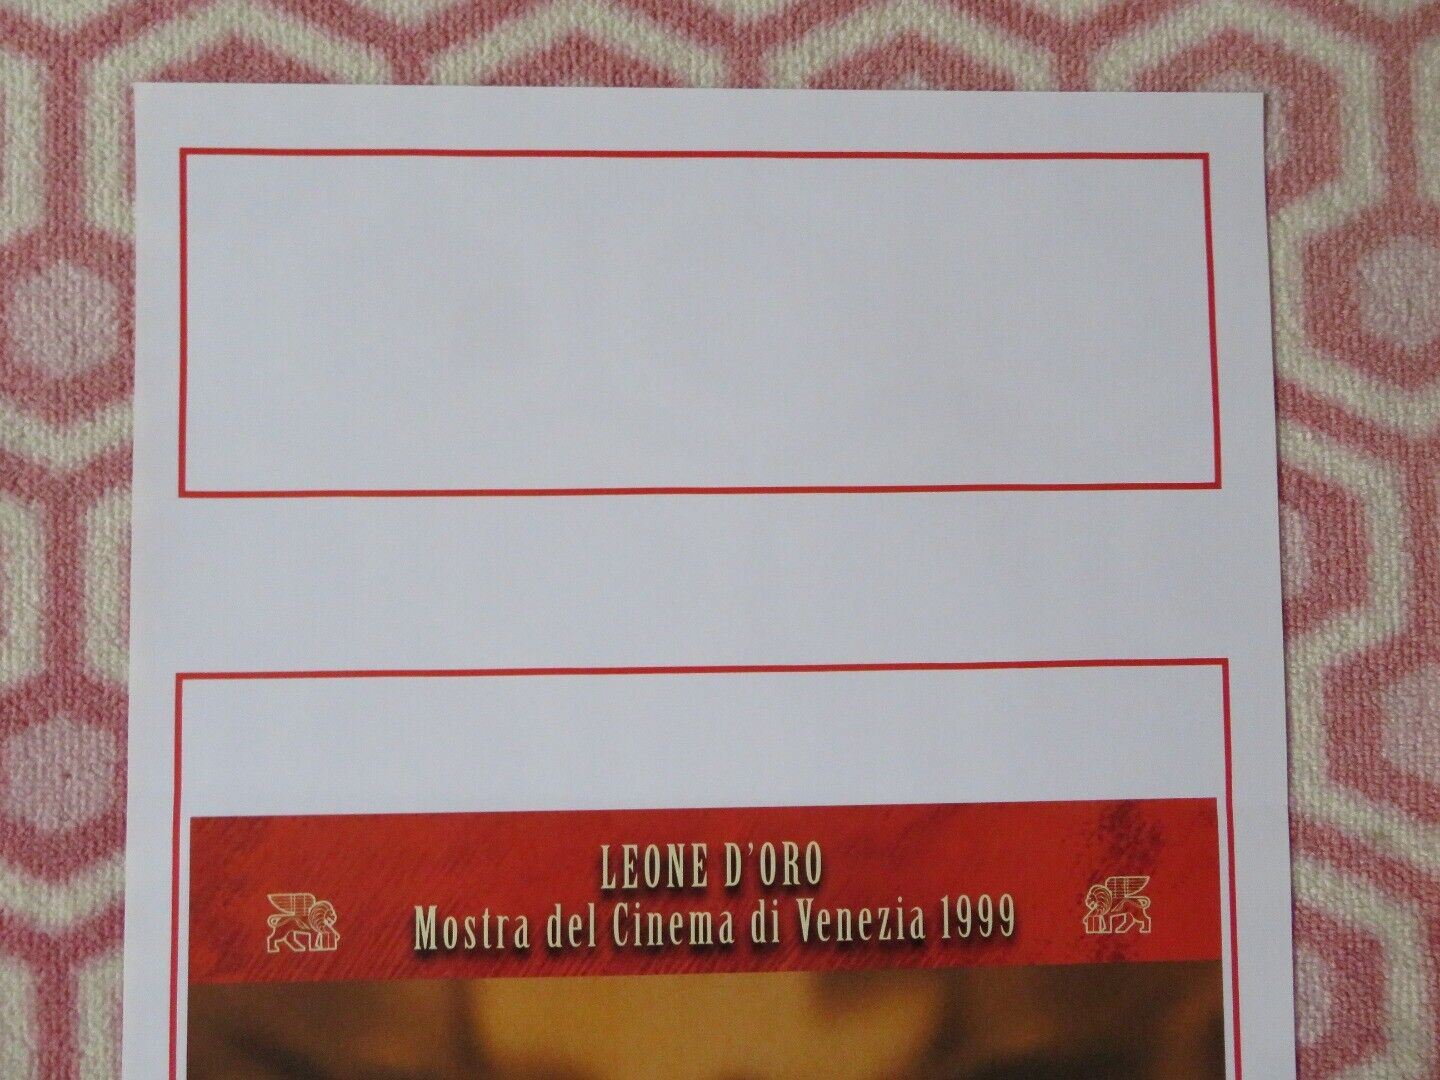 LEONE D'ORO
Mostra del Cinema di Venezia 1999